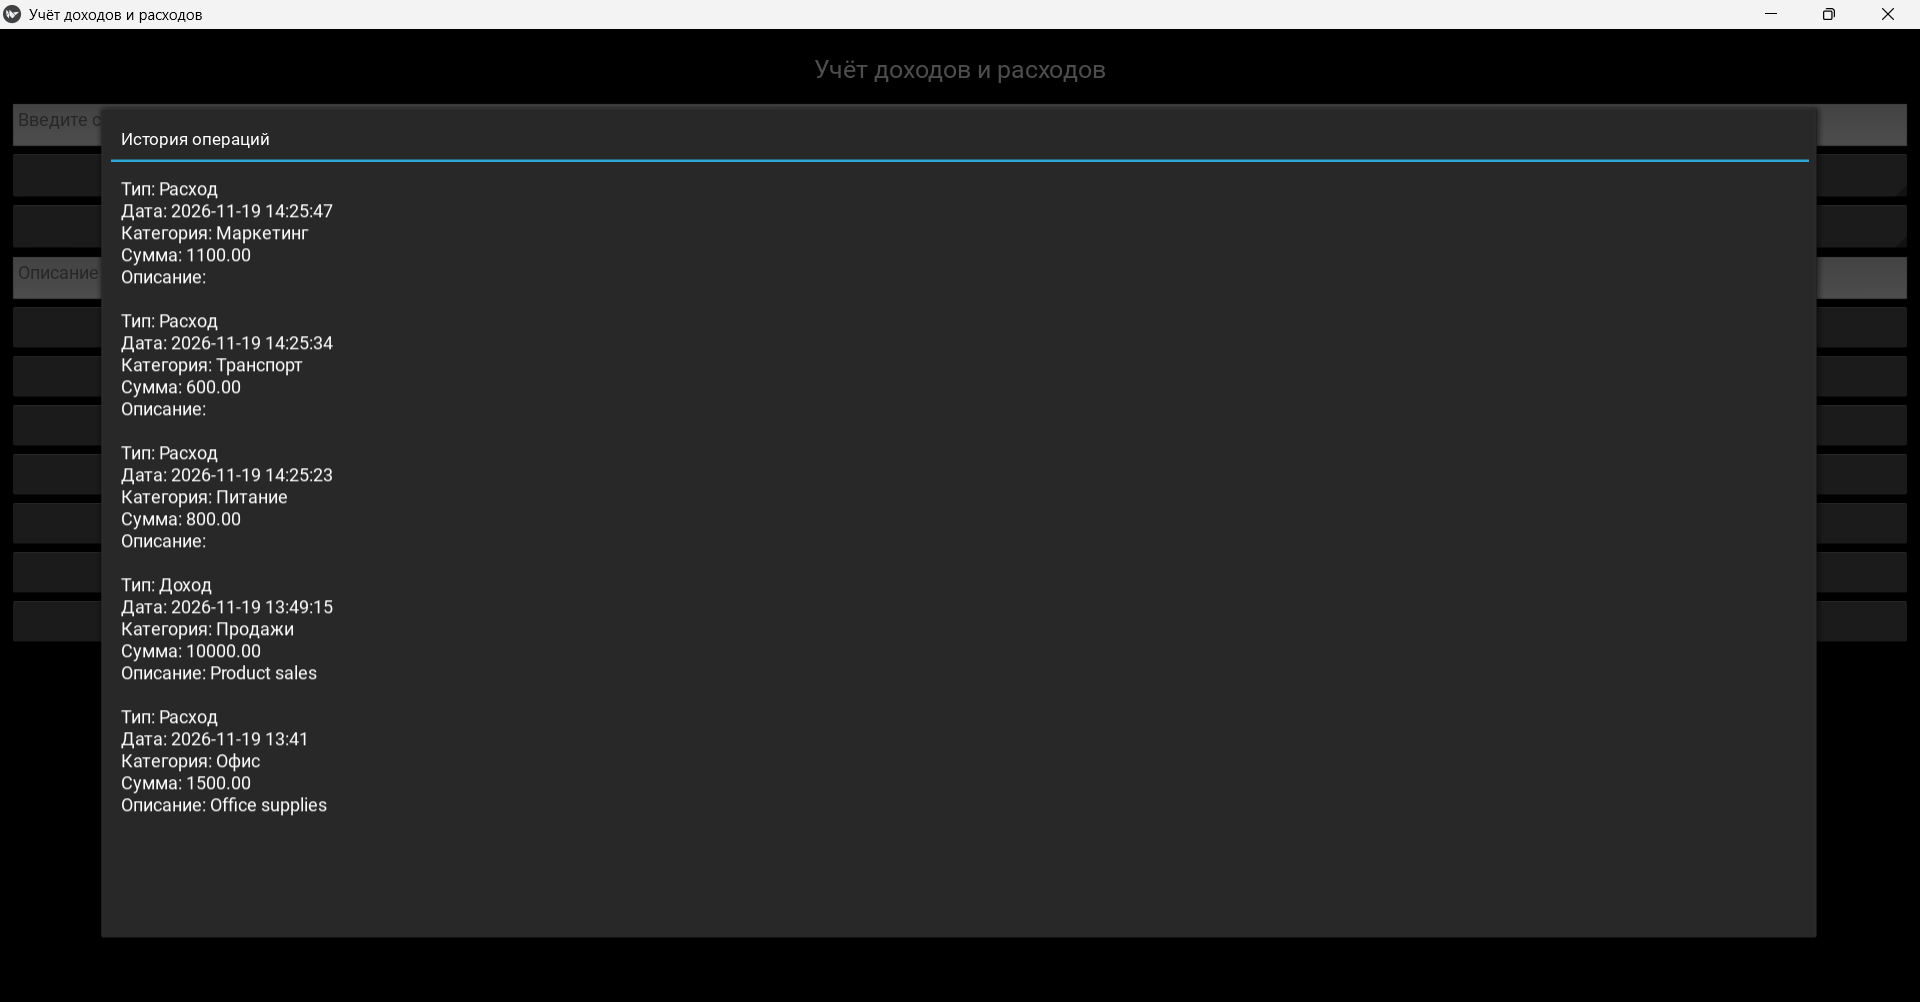 Учёт доходов и расходов
Учёт доходов и расходов
Введите
История операций
Тип: Расход
Дата: 2026-11-19 14:25:47
Категория: Маркетинг
Сумма: 1100.00
Описание:
Тип: Расход
Дата: 2026-11-19 14:25:34
Категория: Транспорт
Сумма: 600.00
Описание:
Тип: Расход
Дата: 2026-11-19 14:25:23
Категория: Питание
Сумма: 800.00
Описание:
Тип: Доход
Дата: 2026-11-19 13:49:15
Категория: Продажи
Сумма: 10000.00
Описание: Product sales
Тип: Расход
Дата: 2026-11-19 13:41
Категория: Офис
Сумма: 1500.00
Описание: Office supplies
Описание